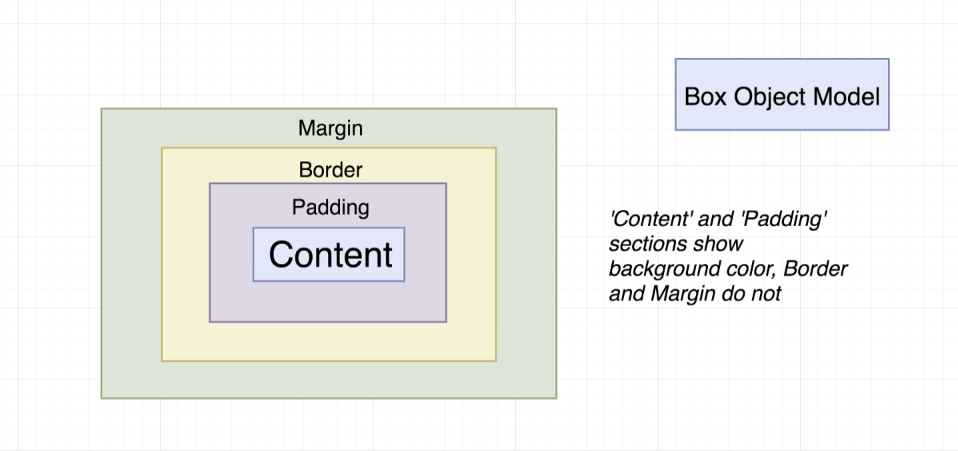 Box Object Model
Margin
Border
Padding
Content
'Content' and 'Padding'
sections show
background color, Border
and Margin do not